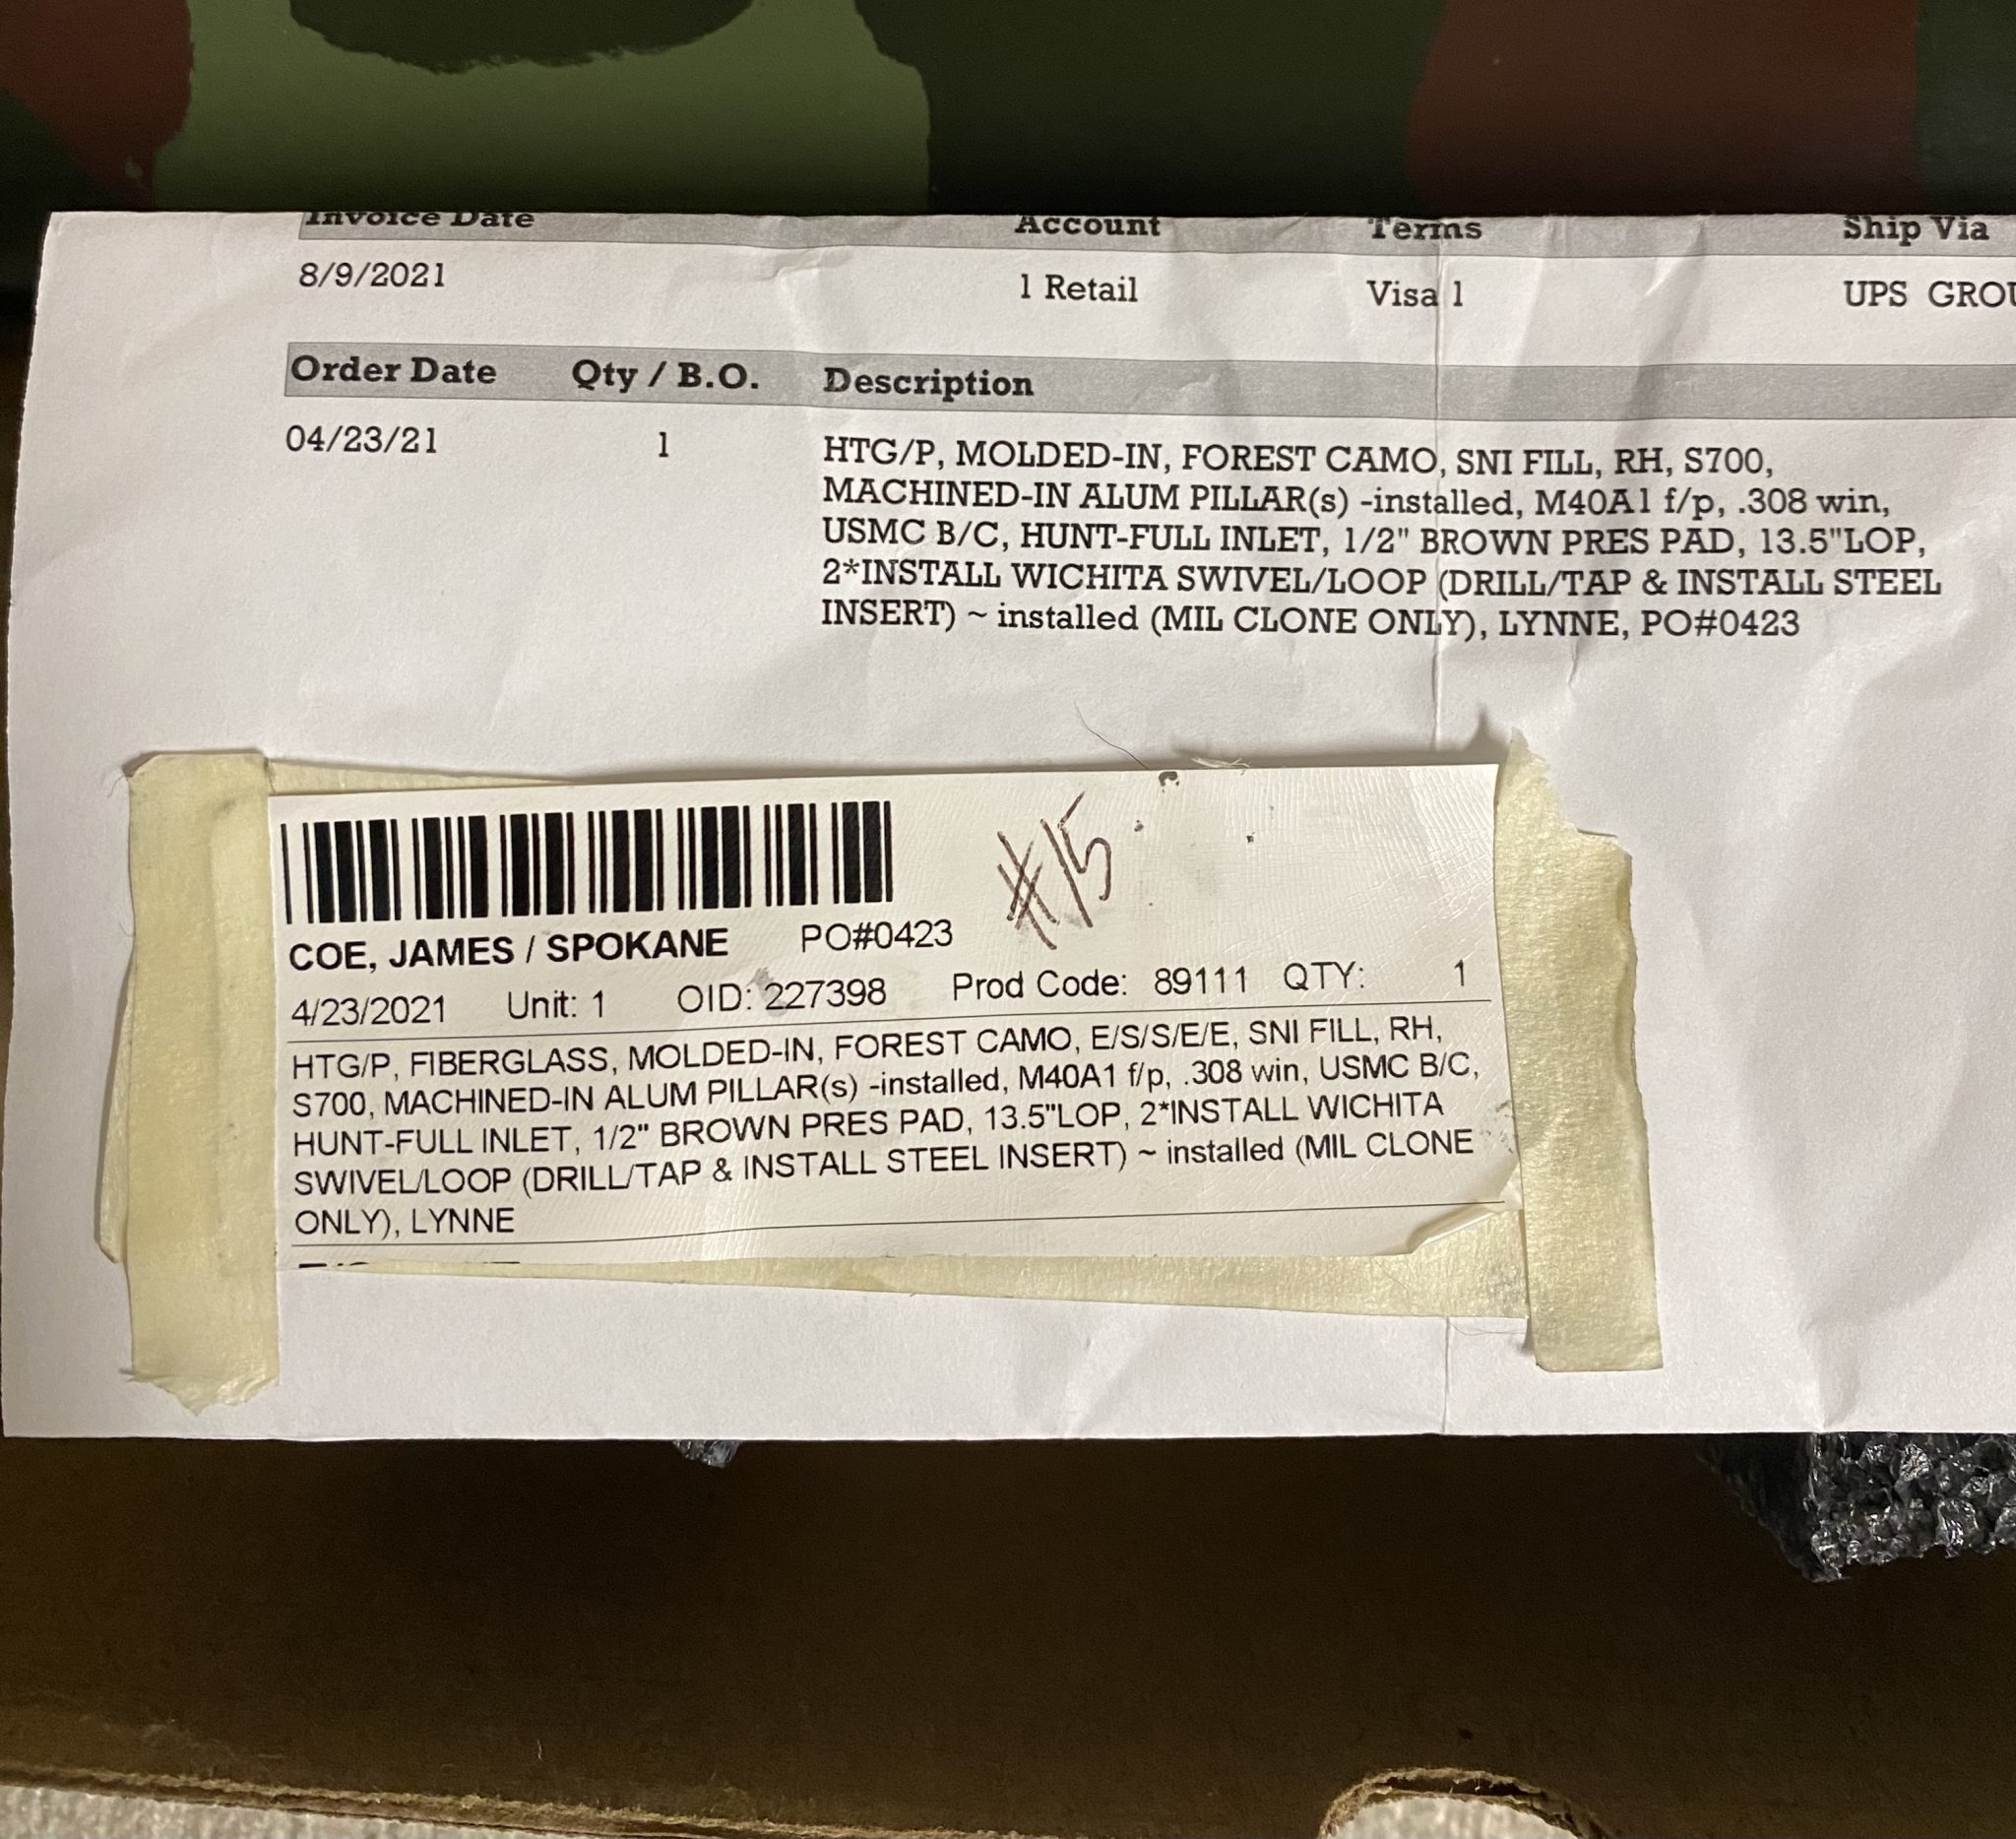 Invoice Date Account Terms Ship Via
8/9/2021 1 Retail Visa 1 UPS GROU
Order Date Qty / B.O. Description
04/23/21 1 HTG/P, MOLDED-IN, FOREST CAMO, SNI FILL, RH, S700,
MACHINED-IN ALUM PILLAR(s) -installed, M40A1 f/p, .308 win,
USMC B/C, HUNT-FULL INLET, 1/2" BROWN PRES PAD, 13.5"LOP,
2*INSTALL WICHITA SWIVEL/LOOP (DRILL/TAP & INSTALL STEEL
INSERT) ~ installed (MIL CLONE ONLY), LYNNE, PO#0423
#15
COE, JAMES / SPOKANE PO#0423
4/23/2021 Unit: 1 OID: 227398 Prod Code: 89111 QTY: 1
HTG/P, FIBERGLASS, MOLDED-IN, FOREST CAMO, E/S/S/E/E, SNI FILL, RH,
S700, MACHINED-IN ALUM PILLAR(s) -installed, M40A1 f/p, .308 win, USMC B/C,
HUNT-FULL INLET, 1/2" BROWN PRES PAD, 13.5"LOP, 2*INSTALL WICHITA
SWIVEL/LOOP (DRILL/TAP & INSTALL STEEL INSERT) ~ installed (MIL CLONE
ONLY), LYNNE